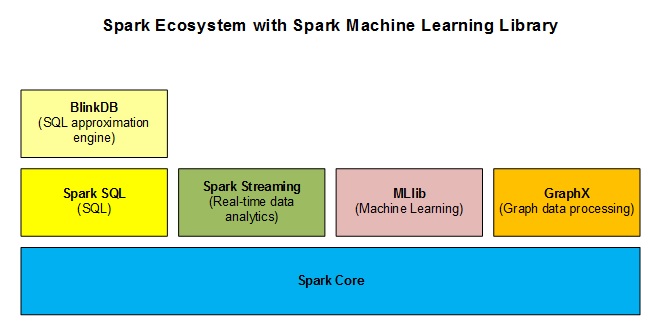 Spark Ecosystem with Spark Machine Learning Library
BlinkDB
(SQL approximation
engine)
Spark SQL
(SQL)
Spark Streaming
(Real-time data
analytics)
MLlib
(Machine Learning)
GraphX
(Graph data processing)
Spark Core